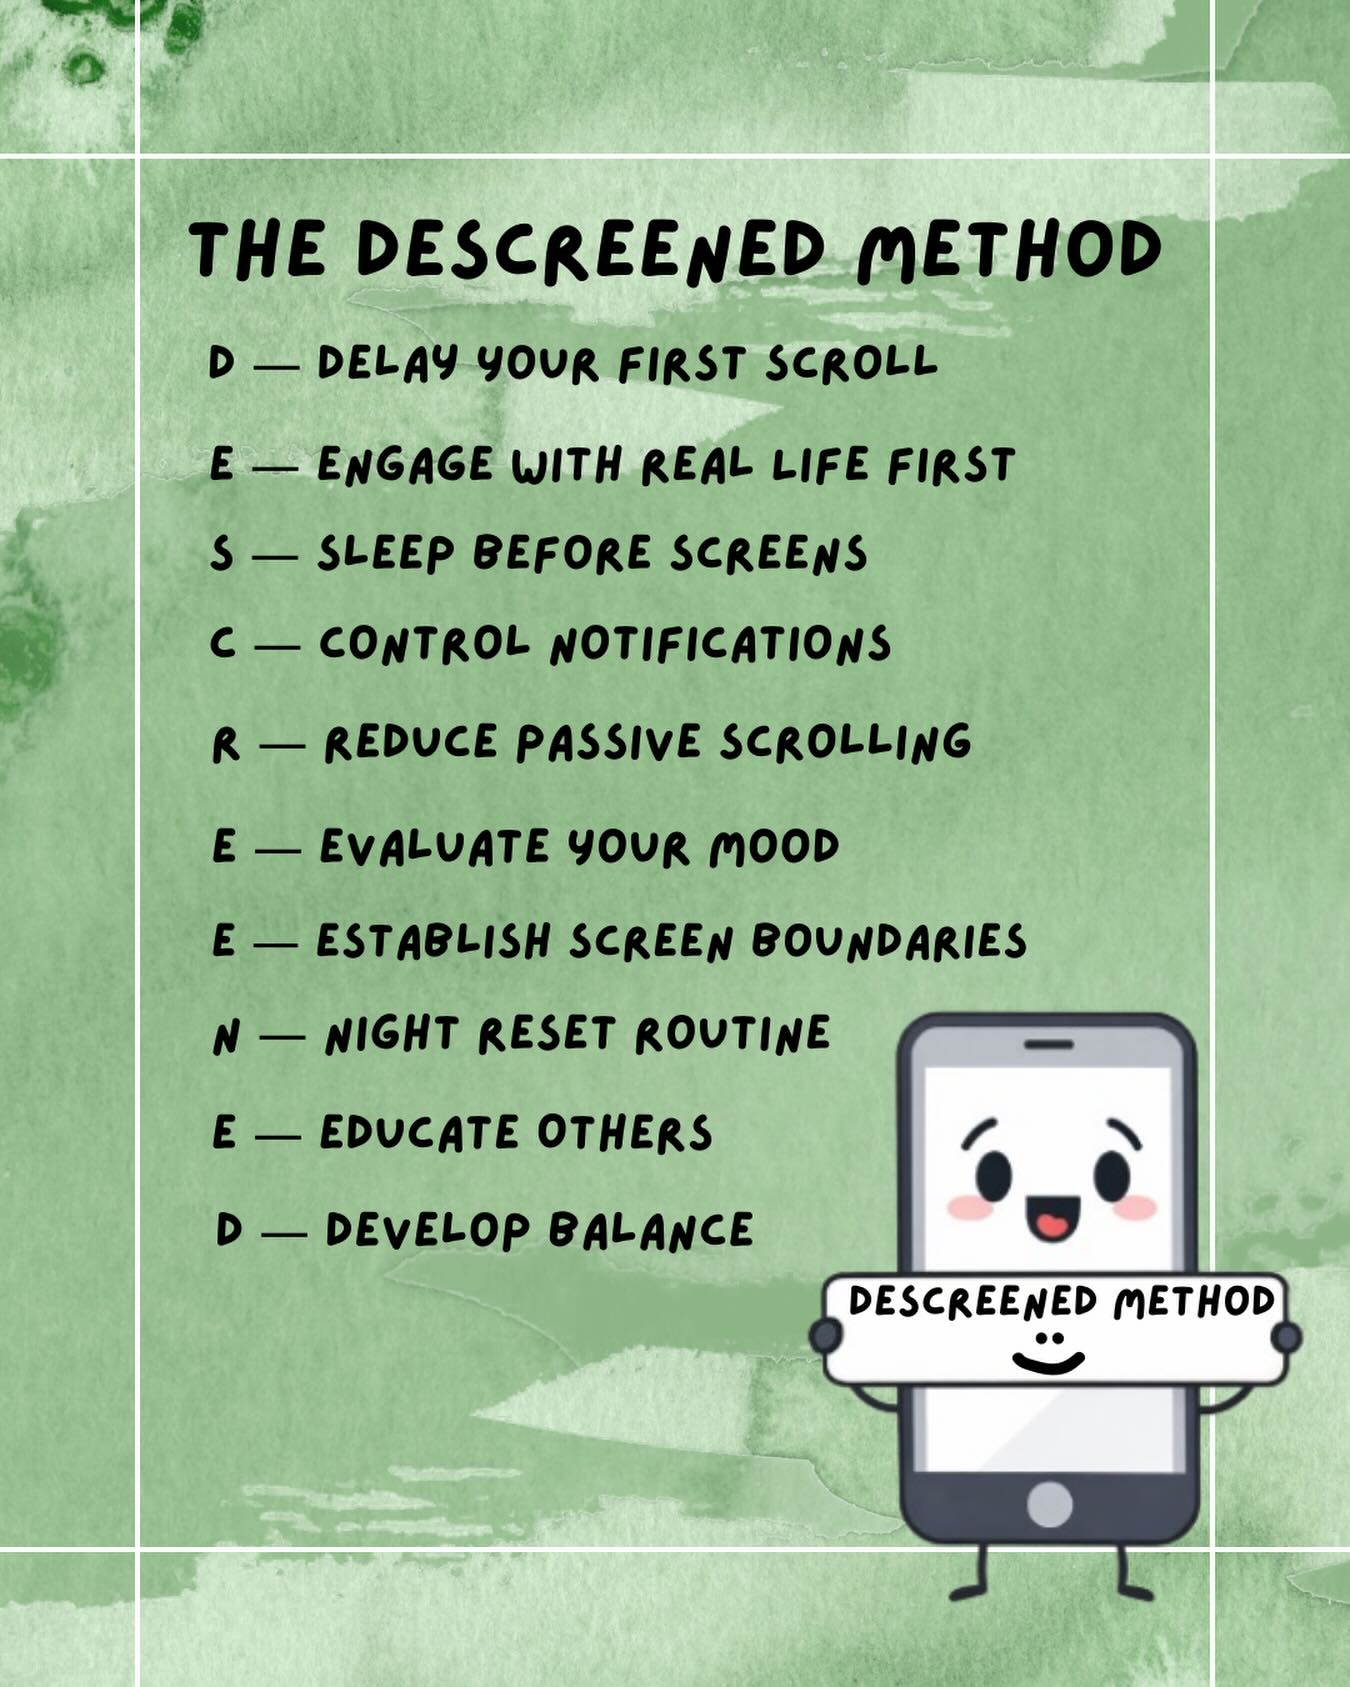 THE DESCREENED METHOD
D — DELAY YOUR FIRST SCROLL
E — ENGAGE WITH REAL LIFE FIRST
S — SLEEP BEFORE SCREENS
C — CONTROL NOTIFICATIONS
R — REDUCE PASSIVE SCROLLING
E — EVALUATE YOUR MOOD
E — ESTABLISH SCREEN BOUNDARIES
N — NIGHT RESET ROUTINE
E — EDUCATE OTHERS
D — DEVELOP BALANCE
DESCREENED METHOD